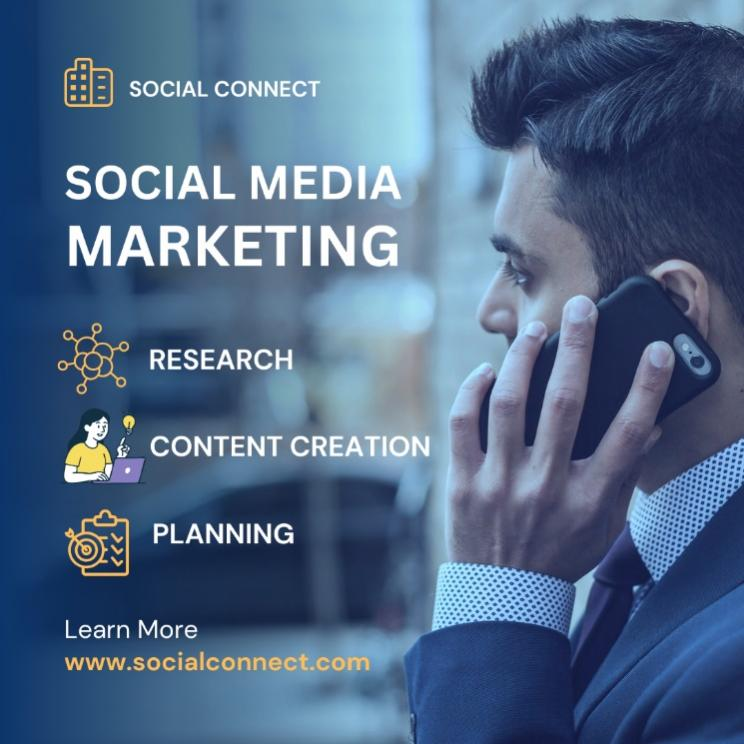 SOCIAL CONNECT
SOCIAL MEDIA
MARKETING
RESEARCH
CONTENT CREATION
PLANNING
Learn More
www.socialconnect.com